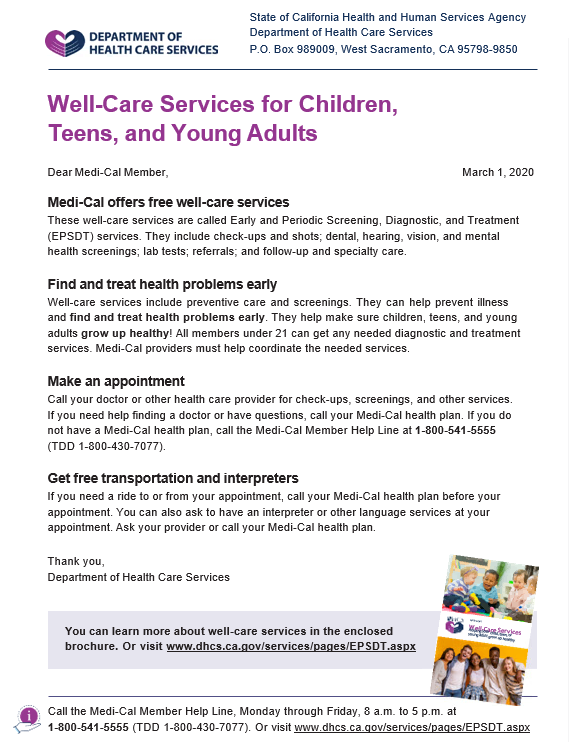 DEPARTMENT OF
HEALTH CARE SERVICES
State of California Health and Human Services Agency
Department of Health Care Services
P.O. Box 989009, West Sacramento, CA 95798-9850
Well-Care Services for Children,
Teens, and Young Adults
Dear Medi-Cal Member, March 1, 2020
Medi-Cal offers free well-care services
These well-care services are called Early and Periodic Screening, Diagnostic, and Treatment
(EPSDT) services. They include check-ups and shots; dental, hearing, vision, and mental
health screenings; lab tests; referrals; and follow-up and specialty care.
Find and treat health problems early
Well-care services include preventive care and screenings. They can help prevent illness
and find and treat health problems early. They help make sure children, teens, and young
adults grow up healthy! All members under 21 can get any needed diagnostic and treatment
services. Medi-Cal providers must help coordinate the needed services.
Make an appointment
Call your doctor or other health care provider for check-ups, screenings, and other services.
If you need help finding a doctor or have questions, call your Medi-Cal health plan. If you do
not have a Medi-Cal health plan, call the Medi-Cal Member Help Line at 1-800-541-5555
(TDD 1-800-430-7077).
Get free transportation and interpreters
If you need a ride to or from your appointment, call your Medi-Cal health plan before your
appointment. You can also ask to have an interpreter or other language services at your
appointment. Ask your provider or call your Medi-Cal health plan.
Thank you,
Department of Health Care Services
Well-Care Services
You can learn more about well-care services in the enclosed
brochure. Or visit www.dhcs.ca.gov/services/pages/EPSDT.aspx
Call the Medi-Cal Member Help Line, Monday through Friday, 8 a.m. to 5 p.m. at
1-800-541-5555 (TDD 1-800-430-7077). Or visit www.dhcs.ca.gov/services/pages/EPSDT.aspx